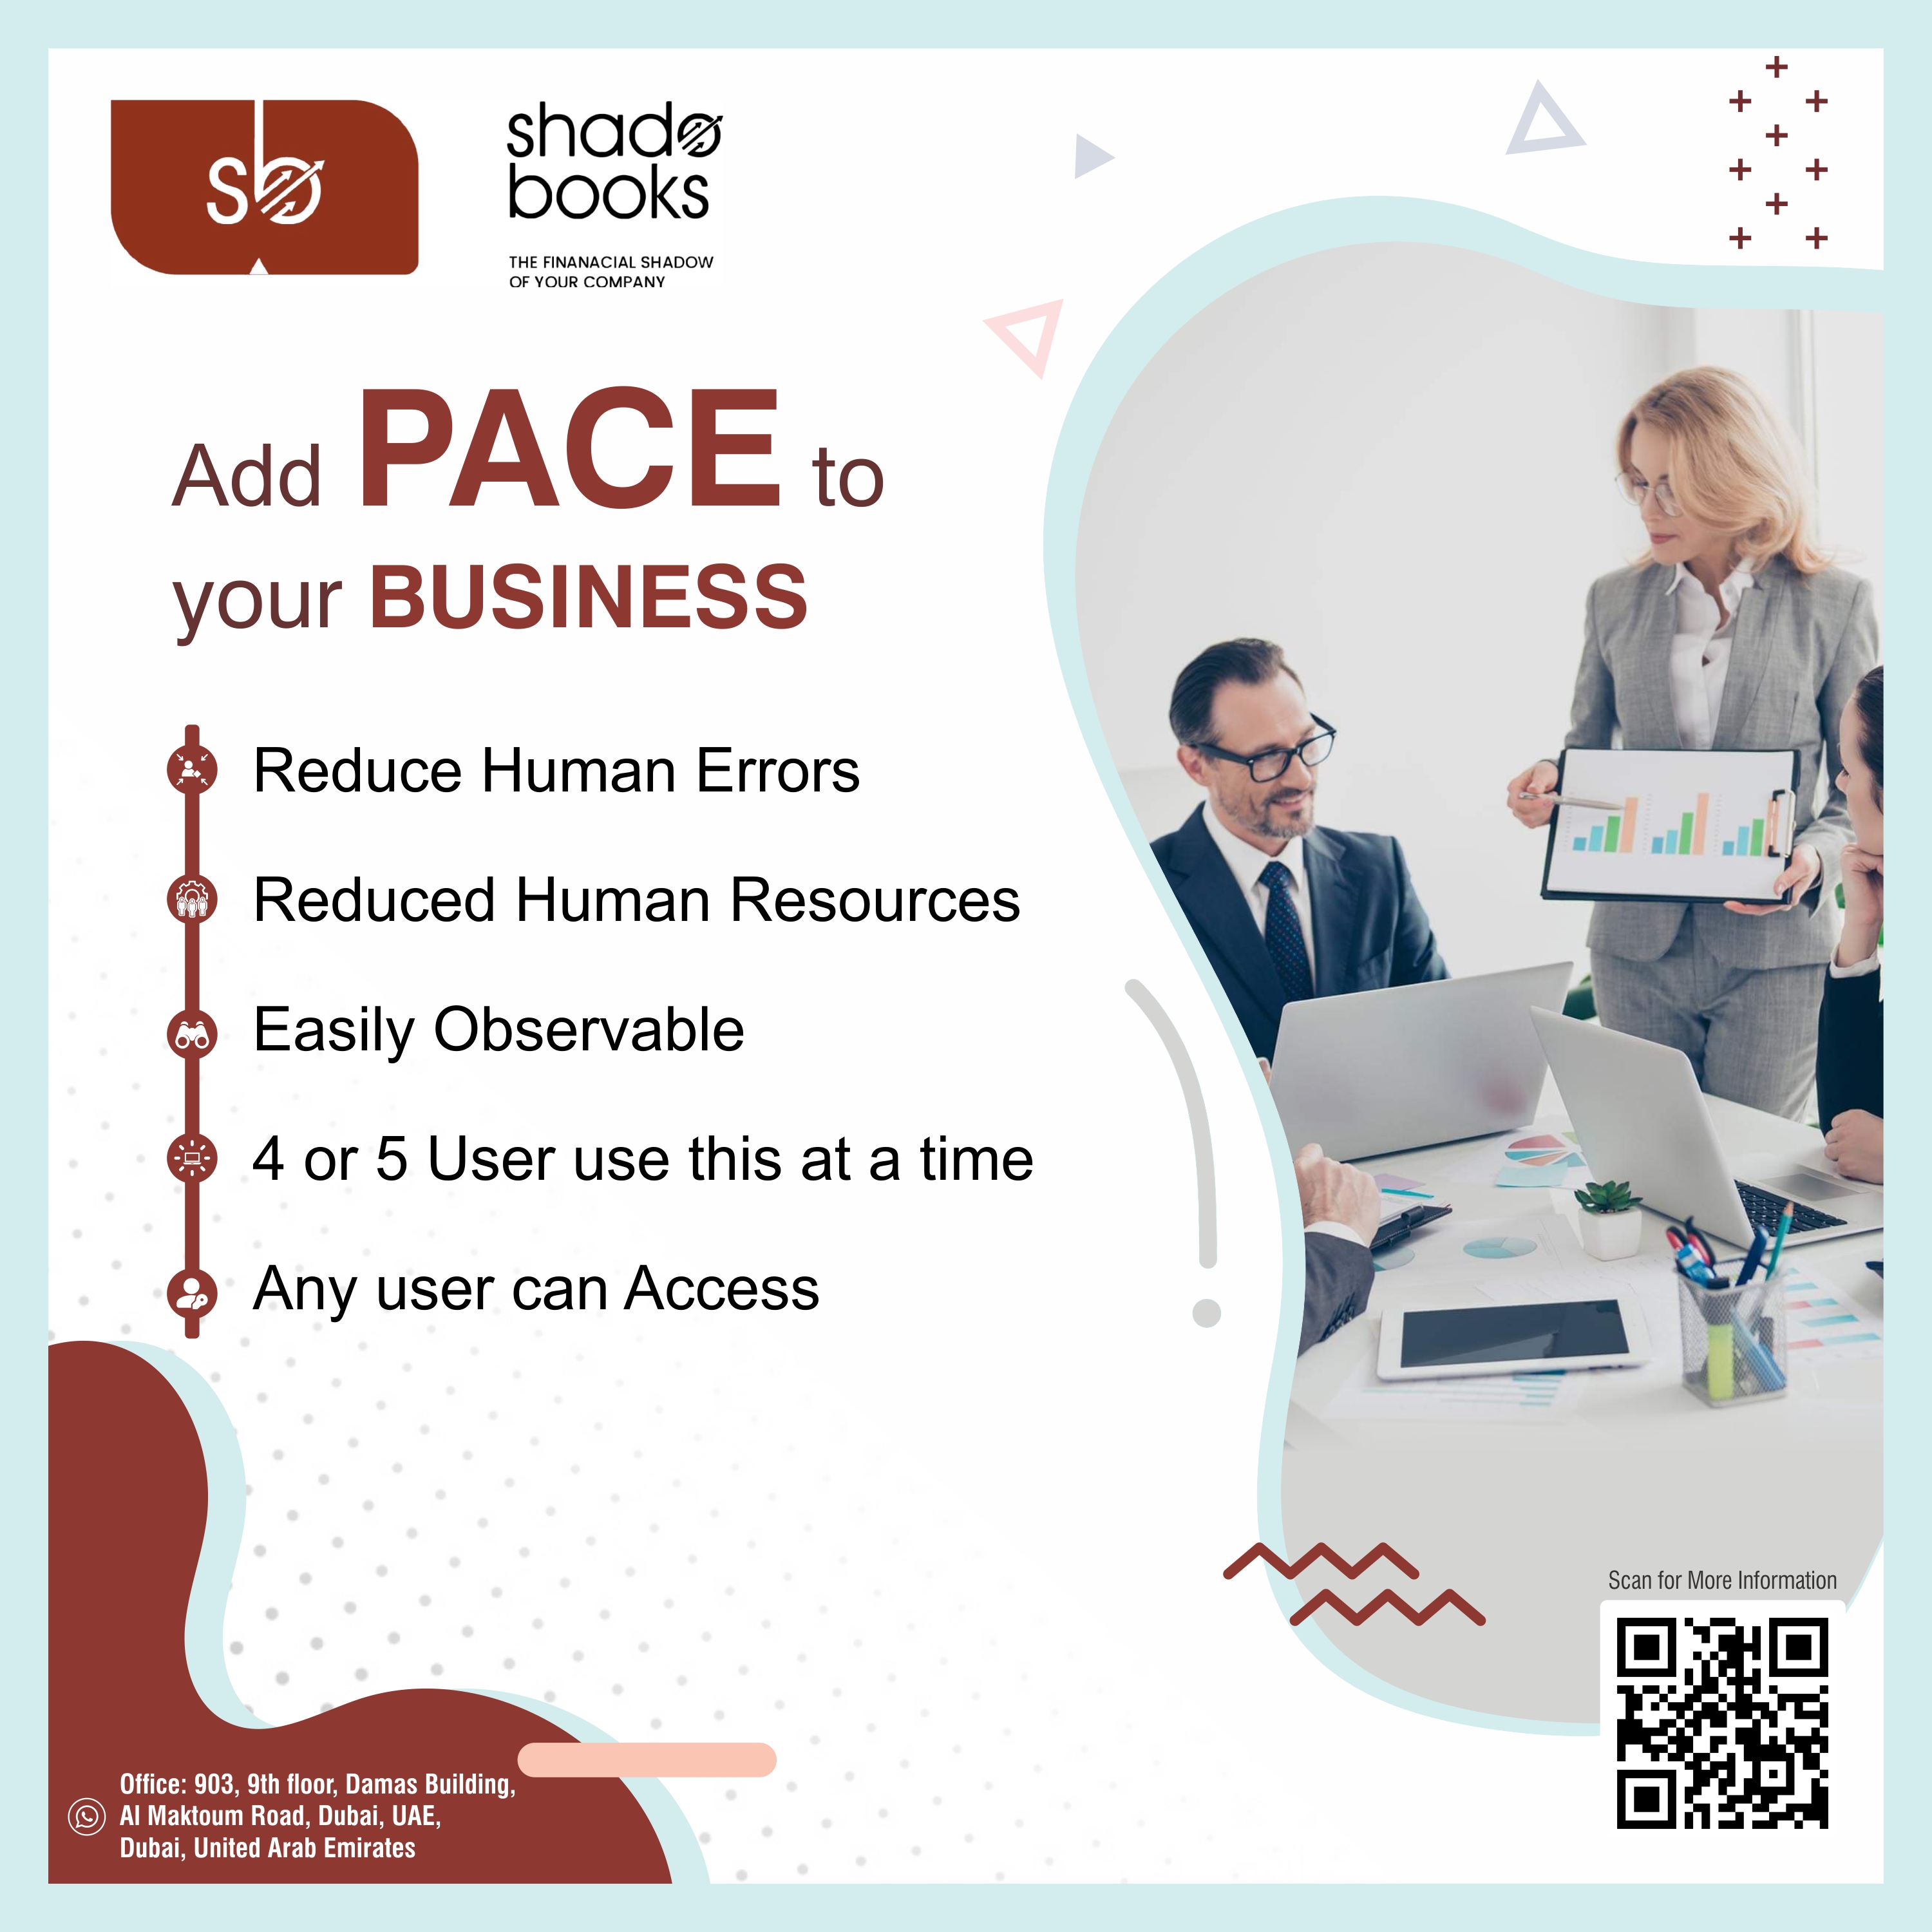 sb
shado
books
THE FINANACIAL SHADOW
OF YOUR COMPANY
Add PACE to
your BUSINESS
Reduce Human Errors
Reduced Human Resources
Easily Observable
4 or 5 User use this at a time
Any user can Access
Scan for More Information
Office: 903, 9th floor, Damas Building,
Al Maktoum Road, Dubai, UAE,
Dubai, United Arab Emirates